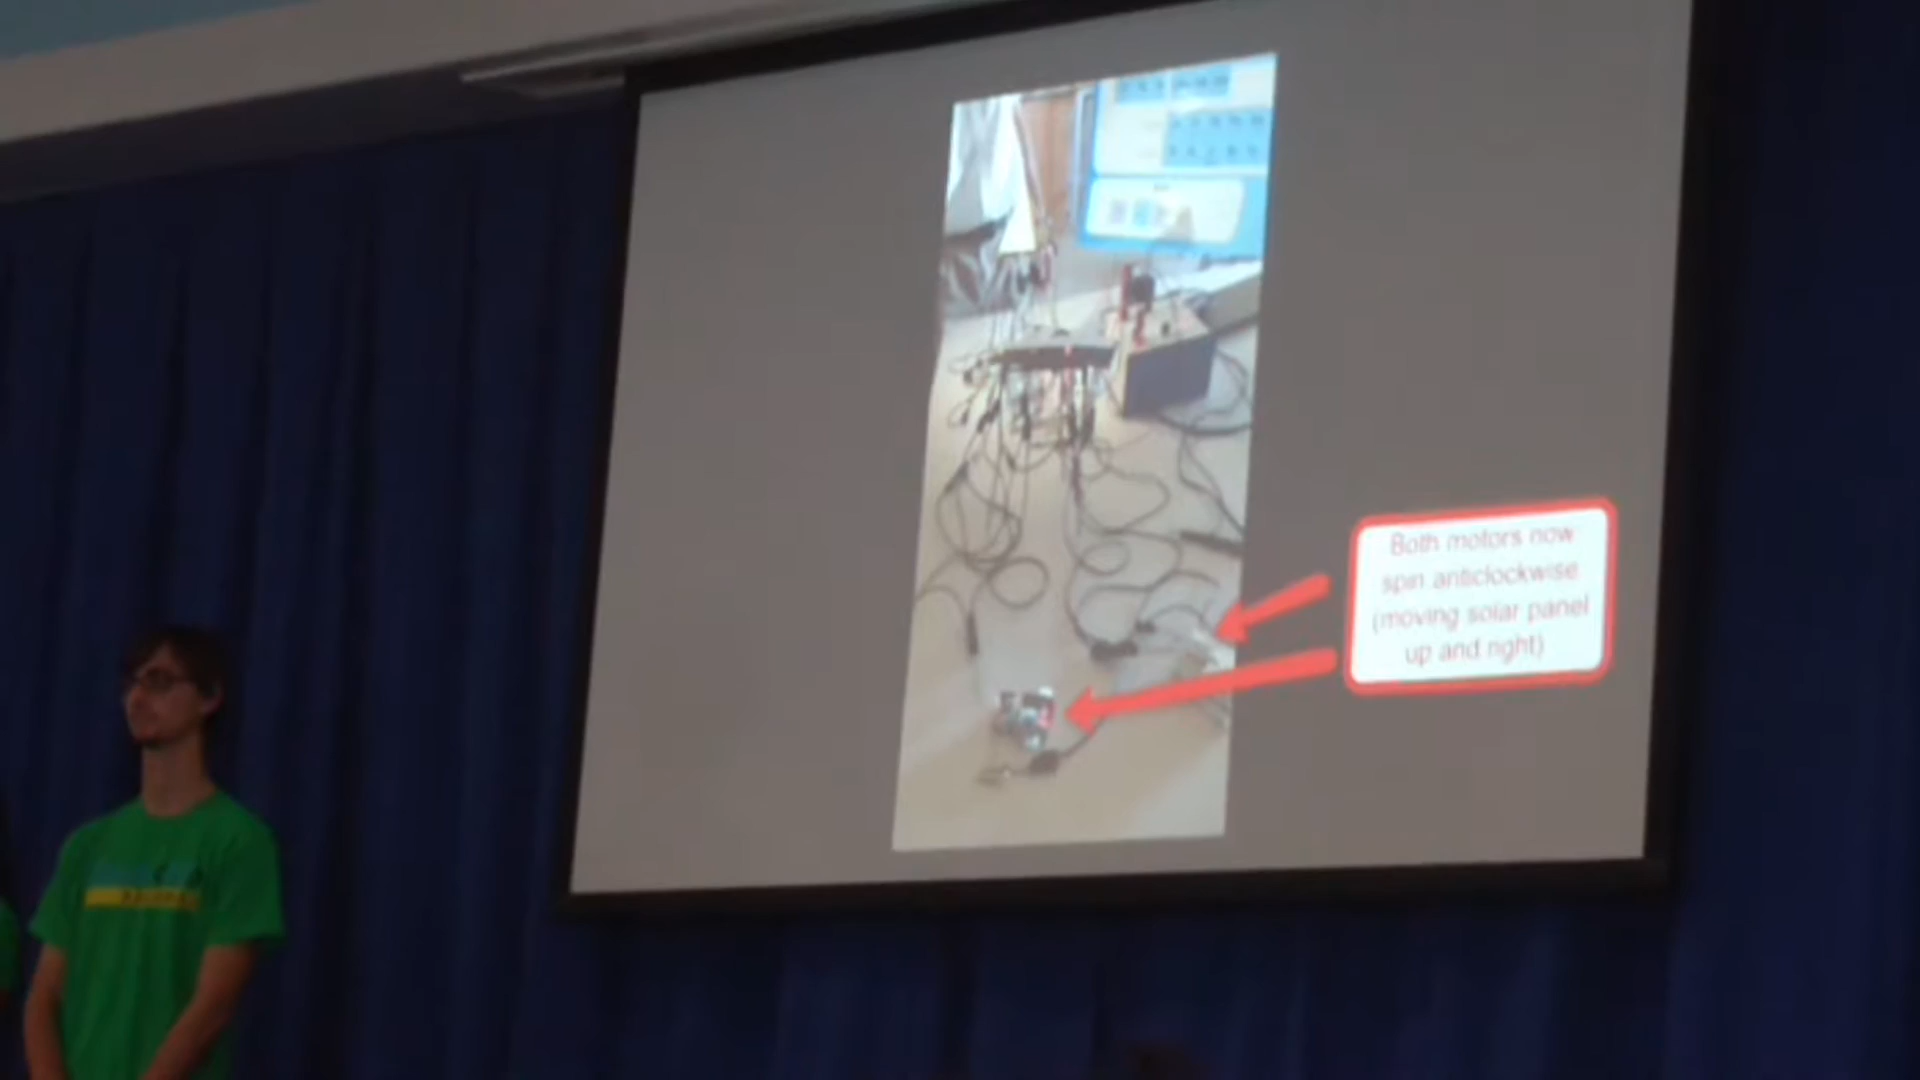 Both motors now
spin anticlockwise
(moving solar panel
up and right)